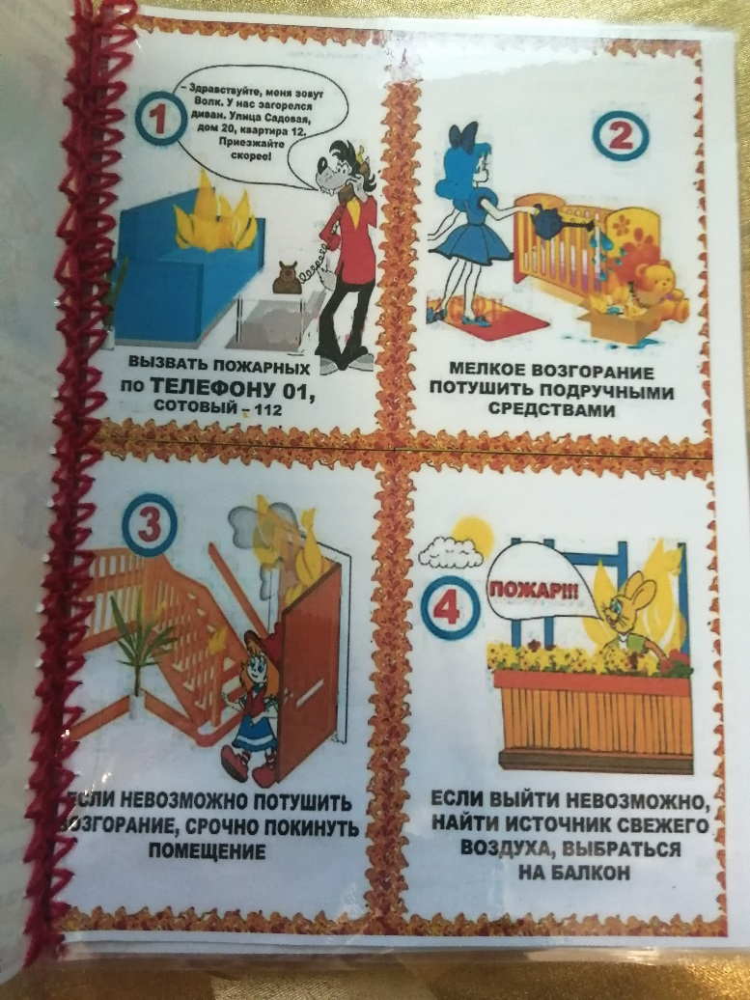 1
– Здравствуйте, меня зовут
Волк. У нас загорелся
диван. Улица Садовая,
дом 20, квартира 12.
Приезжайте
скорее!
ВЫЗВАТЬ ПОЖАРНЫХ
по ТЕЛЕФОНУ 01,
СОТОВЫЙ – 112
2
МЕЛКОЕ ВОЗГОРАНИЕ
ПОТУШИТЬ ПОДРУЧНЫМИ
СРЕДСТВАМИ
3
ЕСЛИ НЕВОЗМОЖНО ПОТУШИТЬ
ВОЗГОРАНИЕ, СРОЧНО ПОКИНУТЬ
ПОМЕЩЕНИЕ
4
ПОЖАР!!!
ЕСЛИ ВЫЙТИ НЕВОЗМОЖНО,
НАЙТИ ИСТОЧНИК СВЕЖЕГО
ВОЗДУХА, ВЫБРАТЬСЯ
НА БАЛКОН